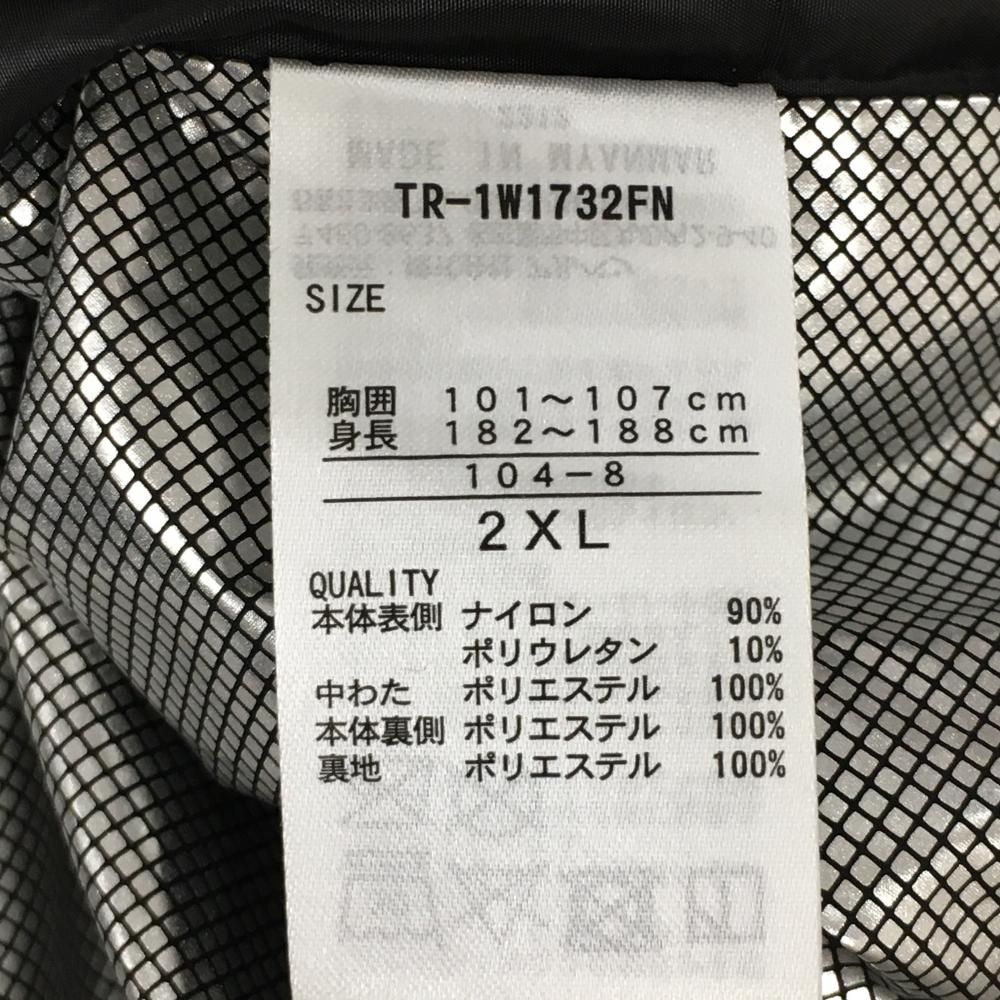 TR-1W1732FN
SIZE
胸囲 101～107cm
身長 182～188cm
104-8
2XL
QUALITY
本体表側 ナイロン 90%
ポリウレタン 10%
中わた ポリエステル 100%
本体裏側 ポリエステル 100%
裏地 ポリエステル 100%
MADE IN MYANMAR